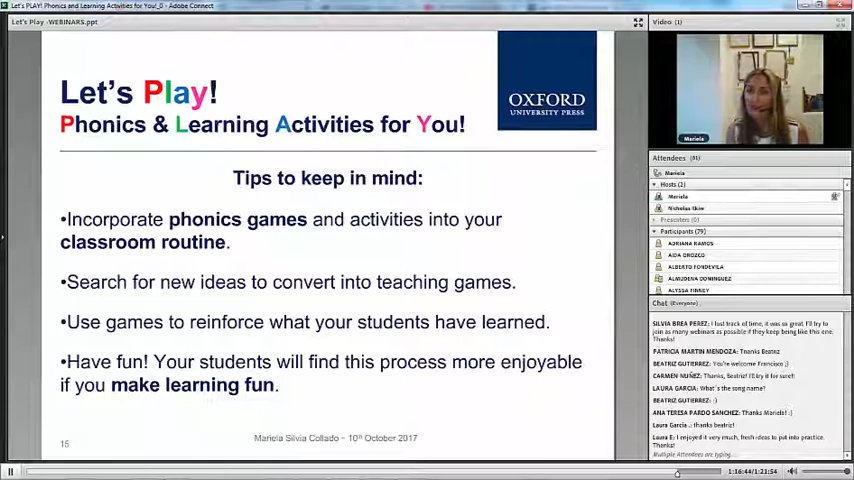 Let's PLAY! Phonics and Learning Activities for You!_0 - Adobe Connect
Let's Play -WEBINARS.ppt
Let's Play!
Phonics & Learning Activities for You!
OXFORD
UNIVERSITY PRESS
Tips to keep in mind:
•Incorporate phonics games and activities into your
classroom routine.
•Search for new ideas to convert into teaching games.
•Use games to reinforce what your students have learned.
•Have fun! Your students will find this process more enjoyable
if you make learning fun.
15
Mariela Silvia Collado – 10th October 2017
Video (1)
Mariela
Attendees (81)
Mariela
Hosts (2)
Mariela
Nicholas Akiw
Presenters (0)
Participants (79)
ADRIANA RAMOS
AIDA OROZCO
ALBERTO FONDEVILA
ALMUDENA DOMINGUEZ
ALYSSA FINNEY
Chat (Everyone)
SILVIA BREA PEREZ: I lost track of time, it was so great. I'll try to
join as many webinars as possible if they keep being like this one.
Thanks!
PATRICIA MARTIN MENDOZA: Thanks Beatriz
BEATRIZ GUTIERREZ: You're welcome Francisco ;)
CARMEN NUÑEZ: Thanks, Beatriz! I'll try it for sure!!
LAURA GARCIA: What's the song name?
BEATRIZ GUTIERREZ: :)
ANA TERESA PARDO SANCHEZ: Thanks Mariele! :)
Laura Garcia .: thanks beatriz!
Laura E: I enjoyed it very much, fresh ideas to put into practice.
Thanks!
Multiple Attendees are typing...
1:16:44/1:21:54